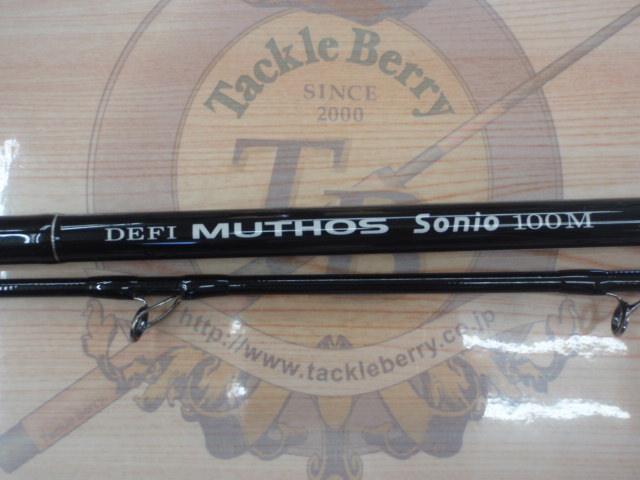 Tackle Berry
SINCE
2000
TB
DEFI MUTHOS Sonio 100M
http://www.tackleberry.co.jp